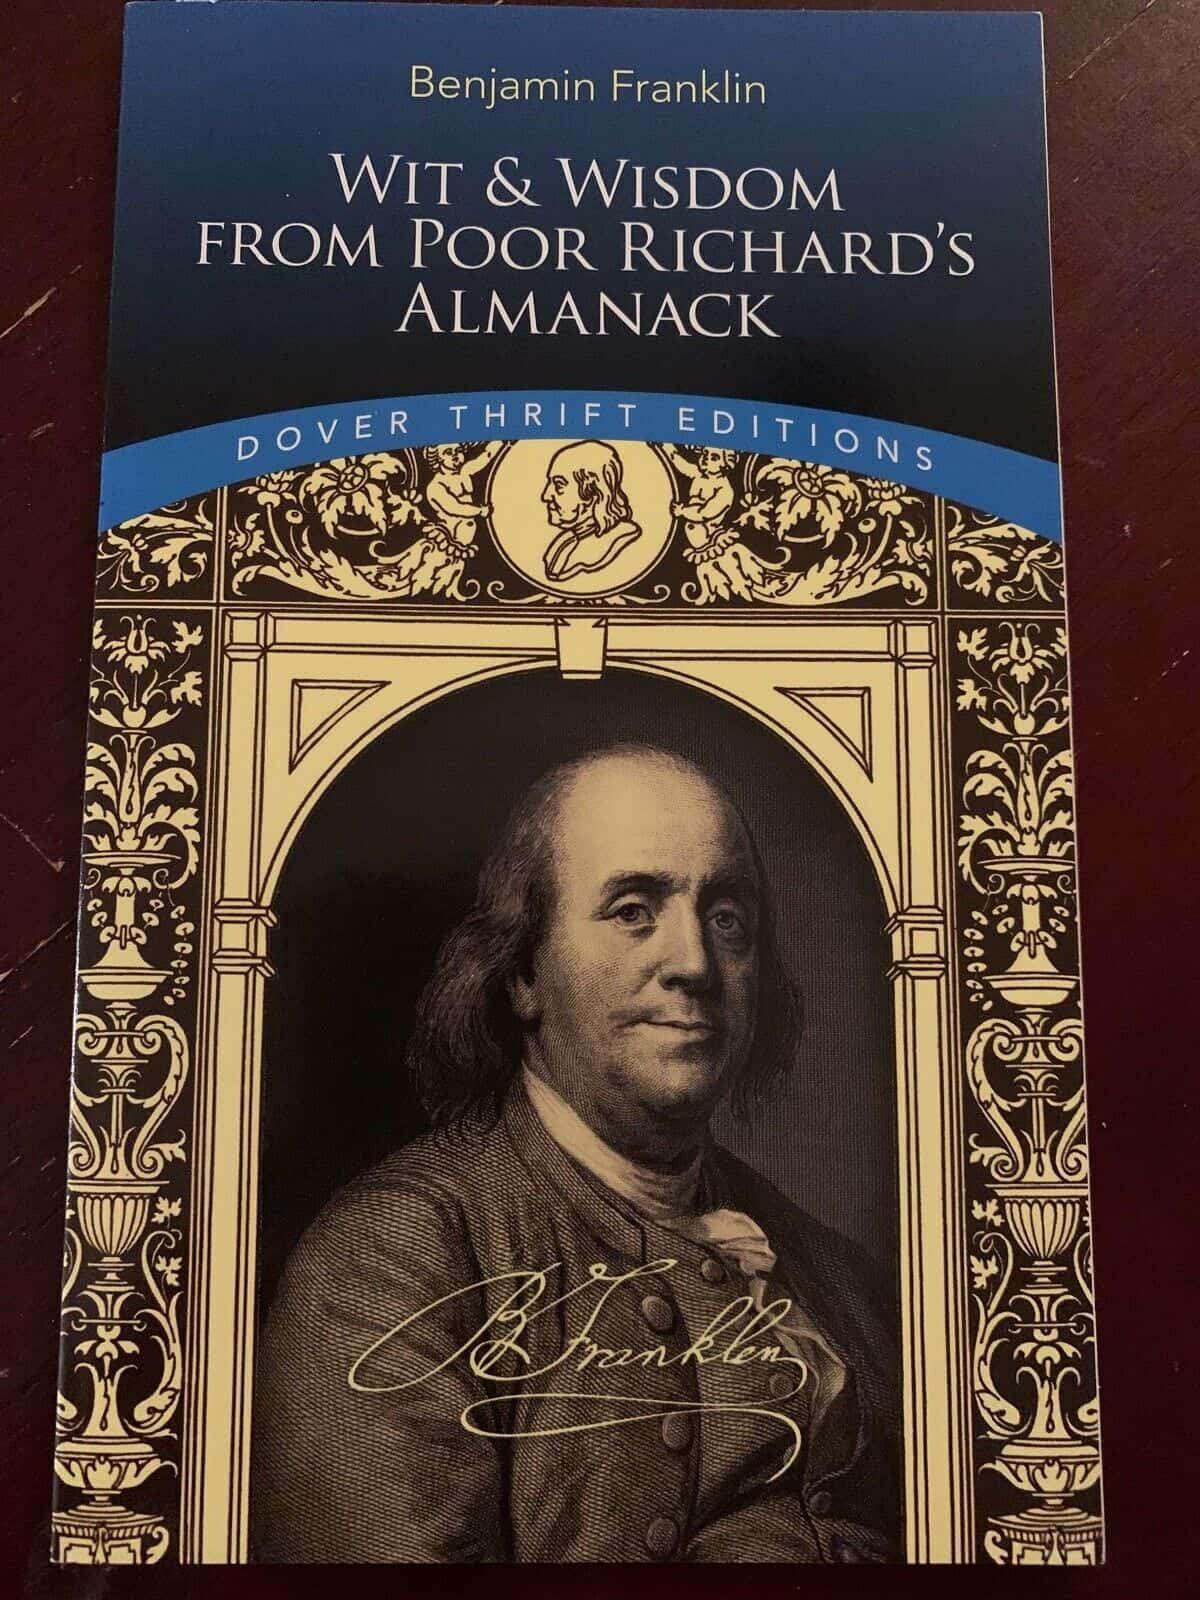 Benjamin Franklin
WIT & WISDOM
FROM POOR RICHARD'S
ALMANACK
DOVER THRIFT EDITIONS
B Franklin